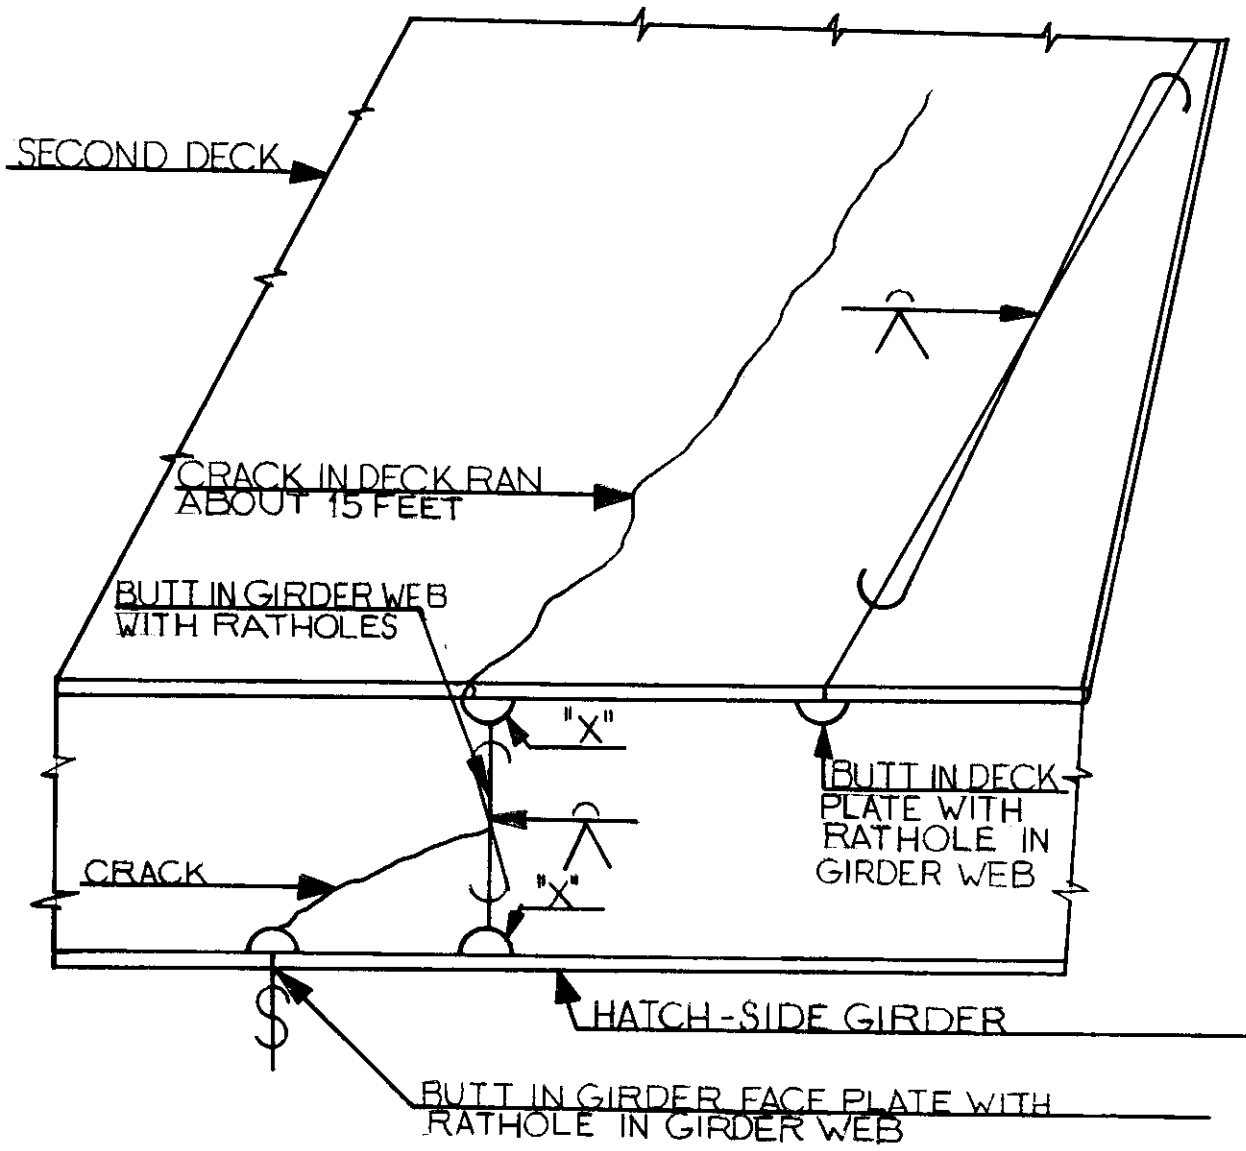 SECOND DECK
CRACK IN DECK RAN
ABOUT 15 FEET
BUTT IN GIRDER WEB
WITH RATHOLES
"X"
BUTT IN DECK
PLATE WITH
RATHOLE IN
GIRDER WEB
CRACK
"X"
HATCH-SIDE GIRDER
BUTT IN GIRDER FACE PLATE WITH
RATHOLE IN GIRDER WEB